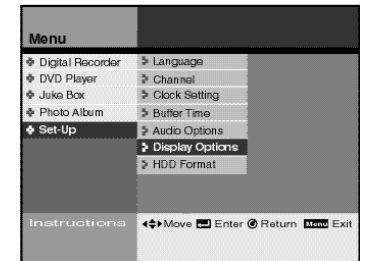 Menu
Digital Recorder
DVD Player
Juke Box
Photo Album
Set-Up
Language
Channel
Clock Setting
Buffer Time
Audio Options
Display Options
HDD Format
Instructions
Move Enter Return Menu Exit